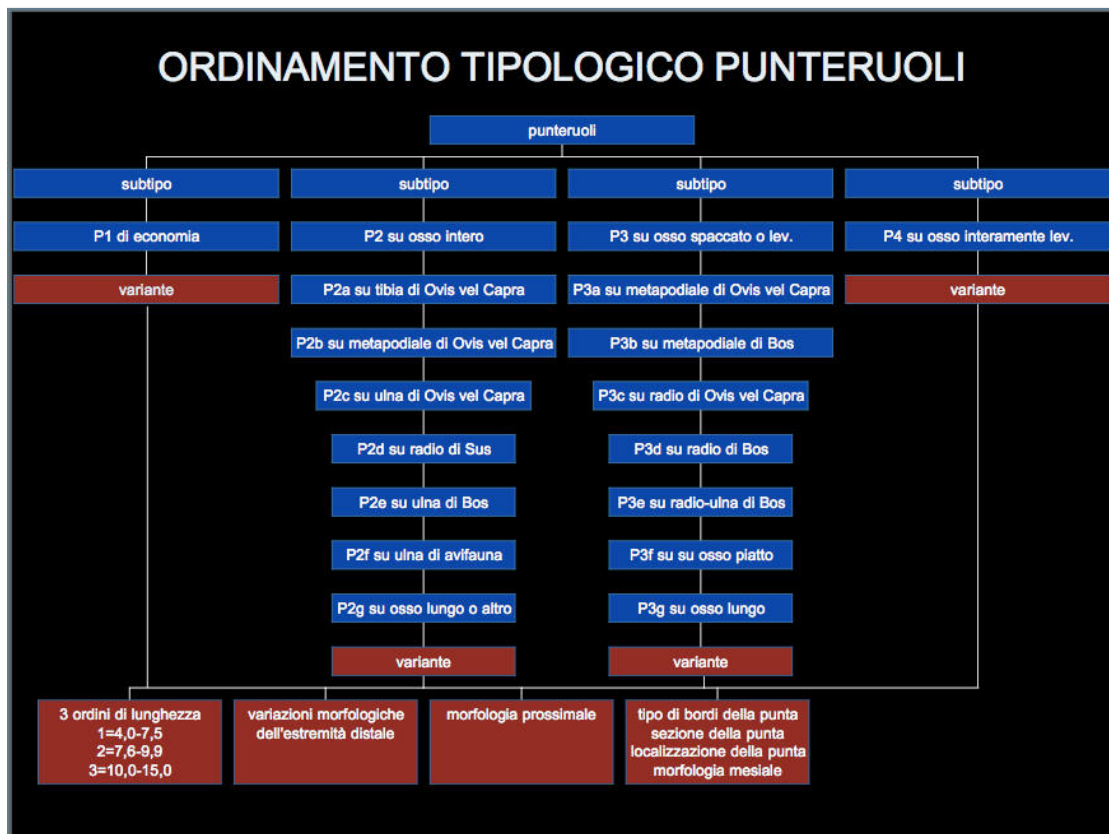 ORDINAMENTO TIPOLOGICO PUNTERUOLI
punteruoli
subtipo
subtipo
subtipo
subtipo
P1 di economia
P2 su osso intero
P3 su osso spaccato o lev.
P4 su osso interamente lev.
variante
P2a su tibia di Ovis vel Capra
P3a su metapodiale di Ovis vel Capra
variante
P2b su metapodiale di Ovis vel Capra
P3b su metapodiale di Bos
P2c su ulna di Ovis vel Capra
P3c su radio di Ovis vel Capra
P2d su radio di Sus
P3d su radio di Bos
P2e su ulna di Bos
P3e su radio-ulna di Bos
P2f su ulna di avifauna
P3f su su osso piatto
P2g su osso lungo o altro
P3g su osso lungo
variante
variante
3 ordini di lunghezza
1=4,0-7,5
2=7,6-9,9
3=10,0-15,0
variazioni morfologiche
dell'estremità distale
morfologia prossimale
tipo di bordi della punta
sezione della punta
localizzazione della punta
morfologia mesiale